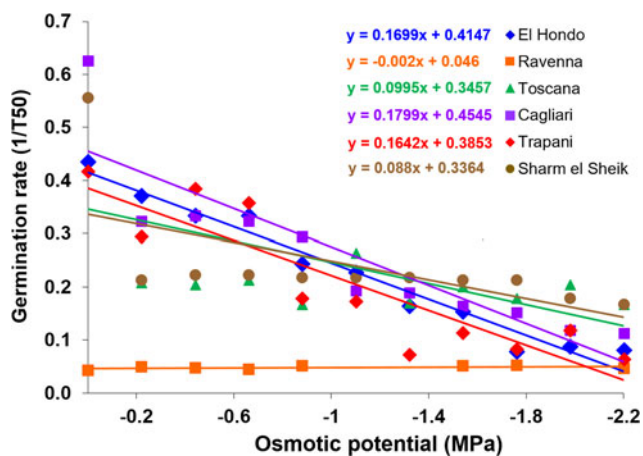 0.7
0.6
0.5
0.4
0.3
0.2
0.1
0.0
Germination rate (1/T50)
y = 0.1699x + 0.4147 El Hondo
y = -0.002x + 0.046 Ravenna
y = 0.0995x + 0.3457 Toscana
y = 0.1799x + 0.4545 Cagliari
y = 0.1642x + 0.3853 Trapani
y = 0.088x + 0.3364 Sharm el Sheik
-0.2 -0.6 -1 -1.4 -1.8 -2.2
Osmotic potential (MPa)